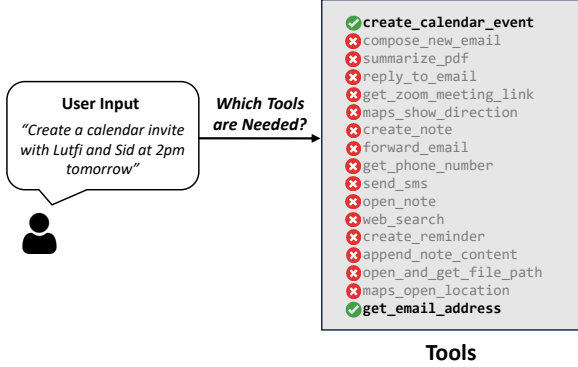 User Input
“Create a calendar invite
with Lutfi and Sid at 2pm
tomorrow”
Which Tools
are Needed?
create_calendar_event
compose_new_email
summarize_pdf
reply_to_email
get_zoom_meeting_link
maps_show_direction
create_note
forward_email
get_phone_number
send_sms
open_note
web_search
create_reminder
append_note_content
open_and_get_file_path
maps_open_location
get_email_address
Tools